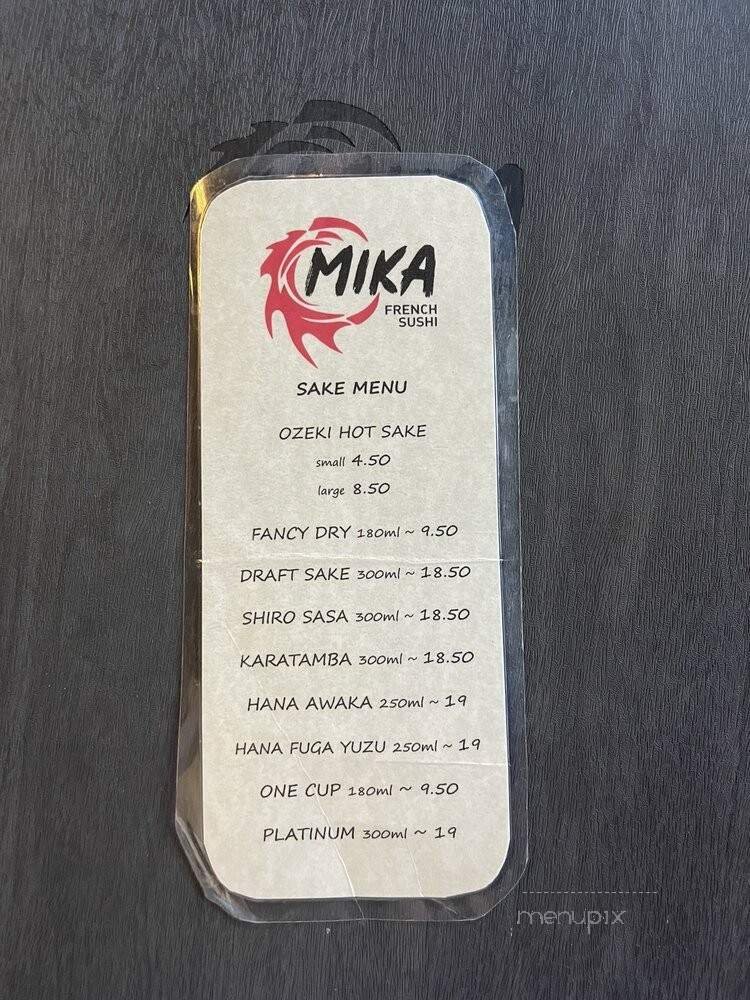 MIKA
FRENCH
SUSHI
SAKE MENU
OZEKI HOT SAKE
small 4.50
large 8.50
FANCY DRY 180ml ~ 9.50
DRAFT SAKE 300ml ~ 18.50
SHIRO SASA 300ml ~ 18.50
KARATAMBA 300ml ~ 18.50
HANA AWAKA 250ml ~ 19
HANA FUGA YUZU 250ml ~ 19
ONE CUP 180ml ~ 9.50
PLATINUM 300ml ~ 19
menupix